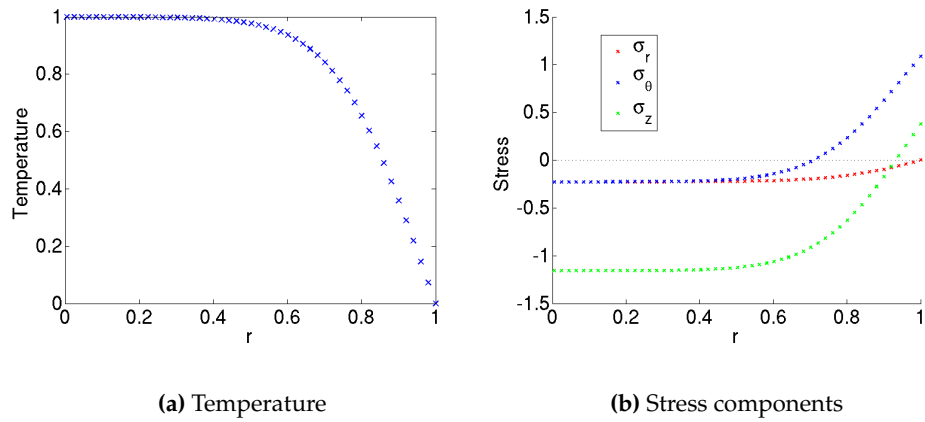 1
0.8
0.6
0.4
0.2
0
Temperature
0 0.2 0.4 0.6 0.8 1
r
1.5
1
0.5
0
-0.5
-1
-1.5
Stress
σr
σθ
σz
0 0.2 0.4 0.6 0.8 1
r
(a) Temperature
(b) Stress components